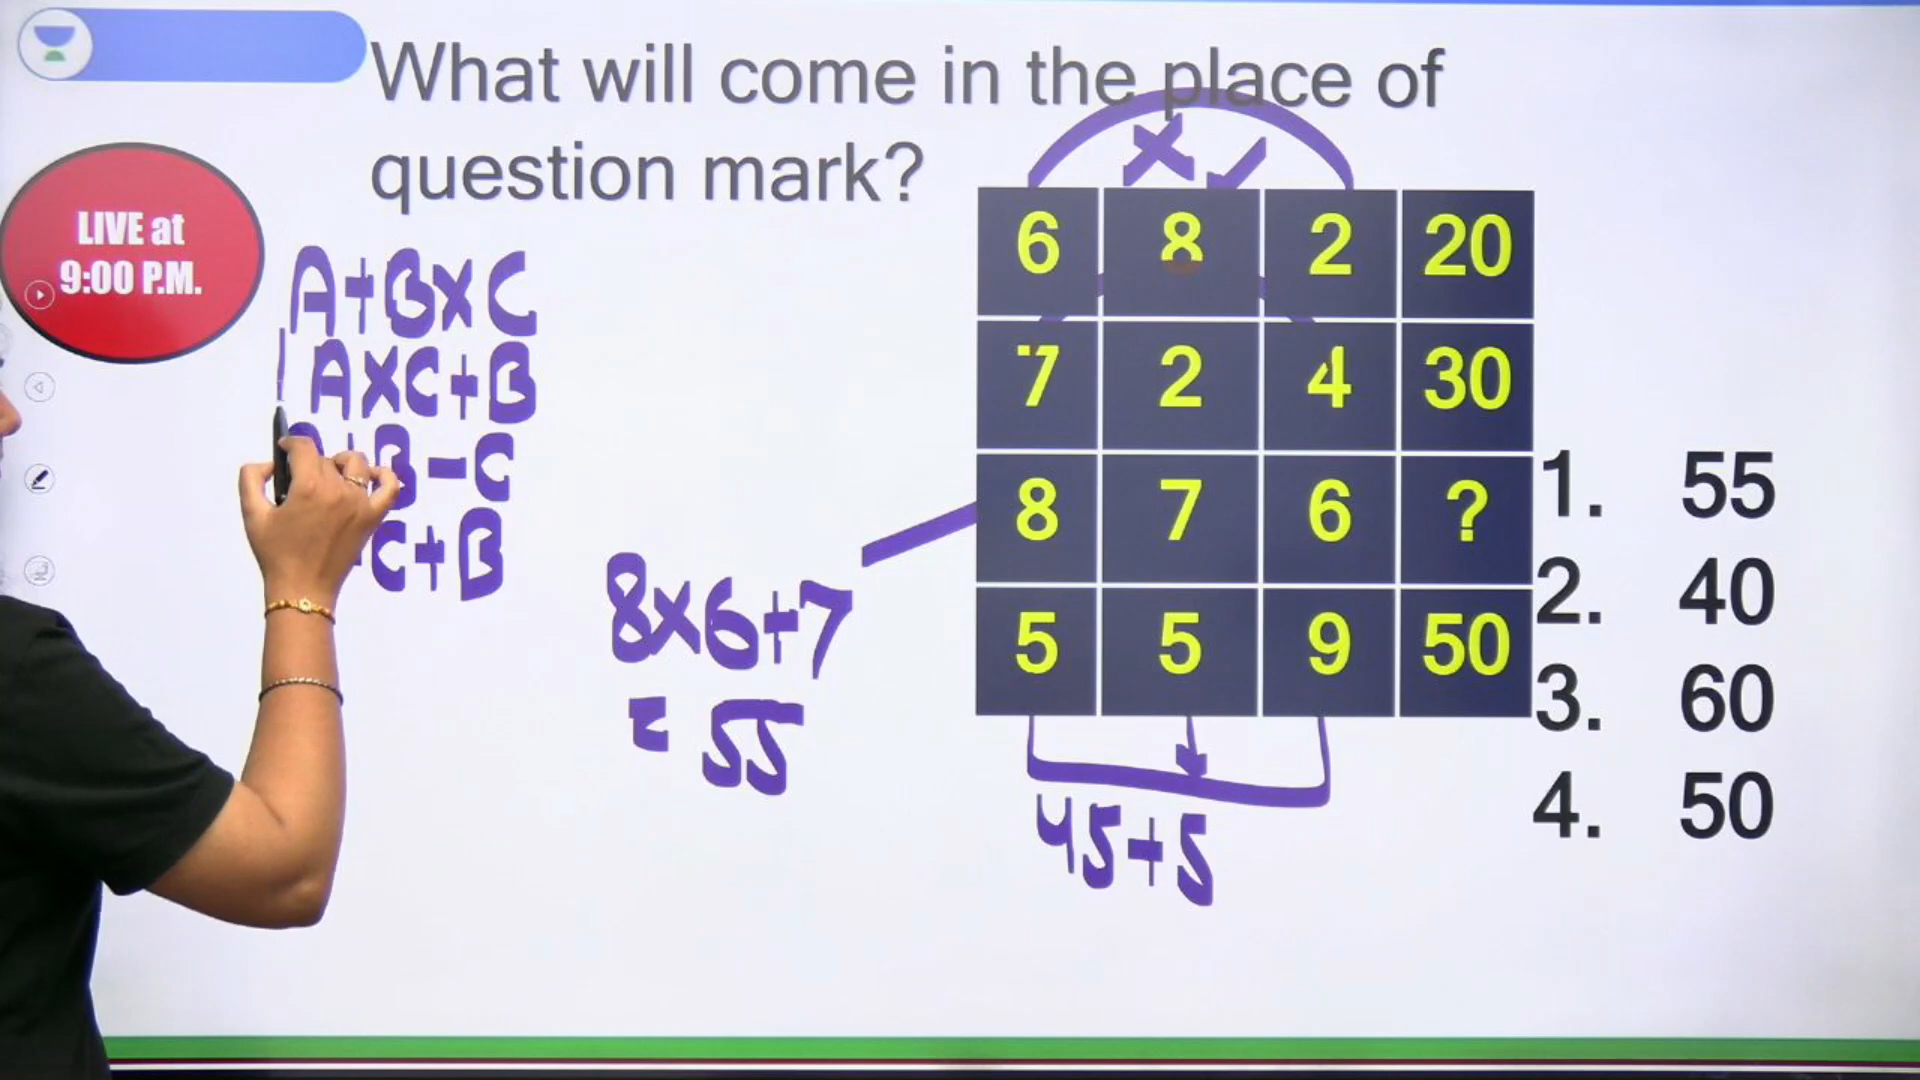 What will come in the place of
question mark?
LIVE at
9:00 P.M.
A+B×C
A×C+B
B-C
C+B
8×6+7
= 55
×
6 8 2 20
7 2 4 30
8 7 6 ?
5 5 9 50
45+5
1. 55
2. 40
3. 60
4. 50